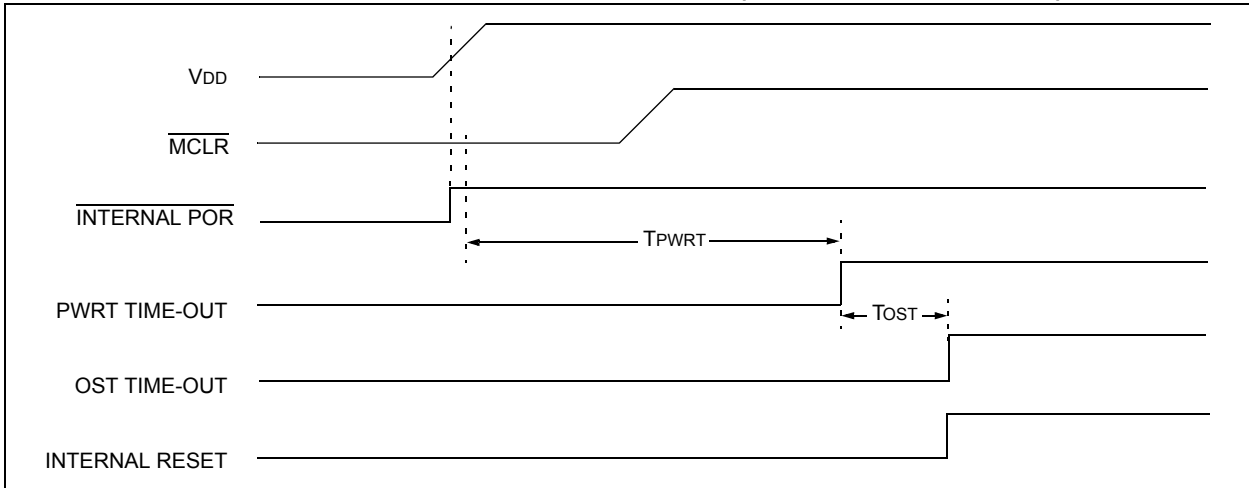 VDD
MCLR
INTERNAL POR
TPWRT
PWRT TIME-OUT
TOST
OST TIME-OUT
INTERNAL RESET